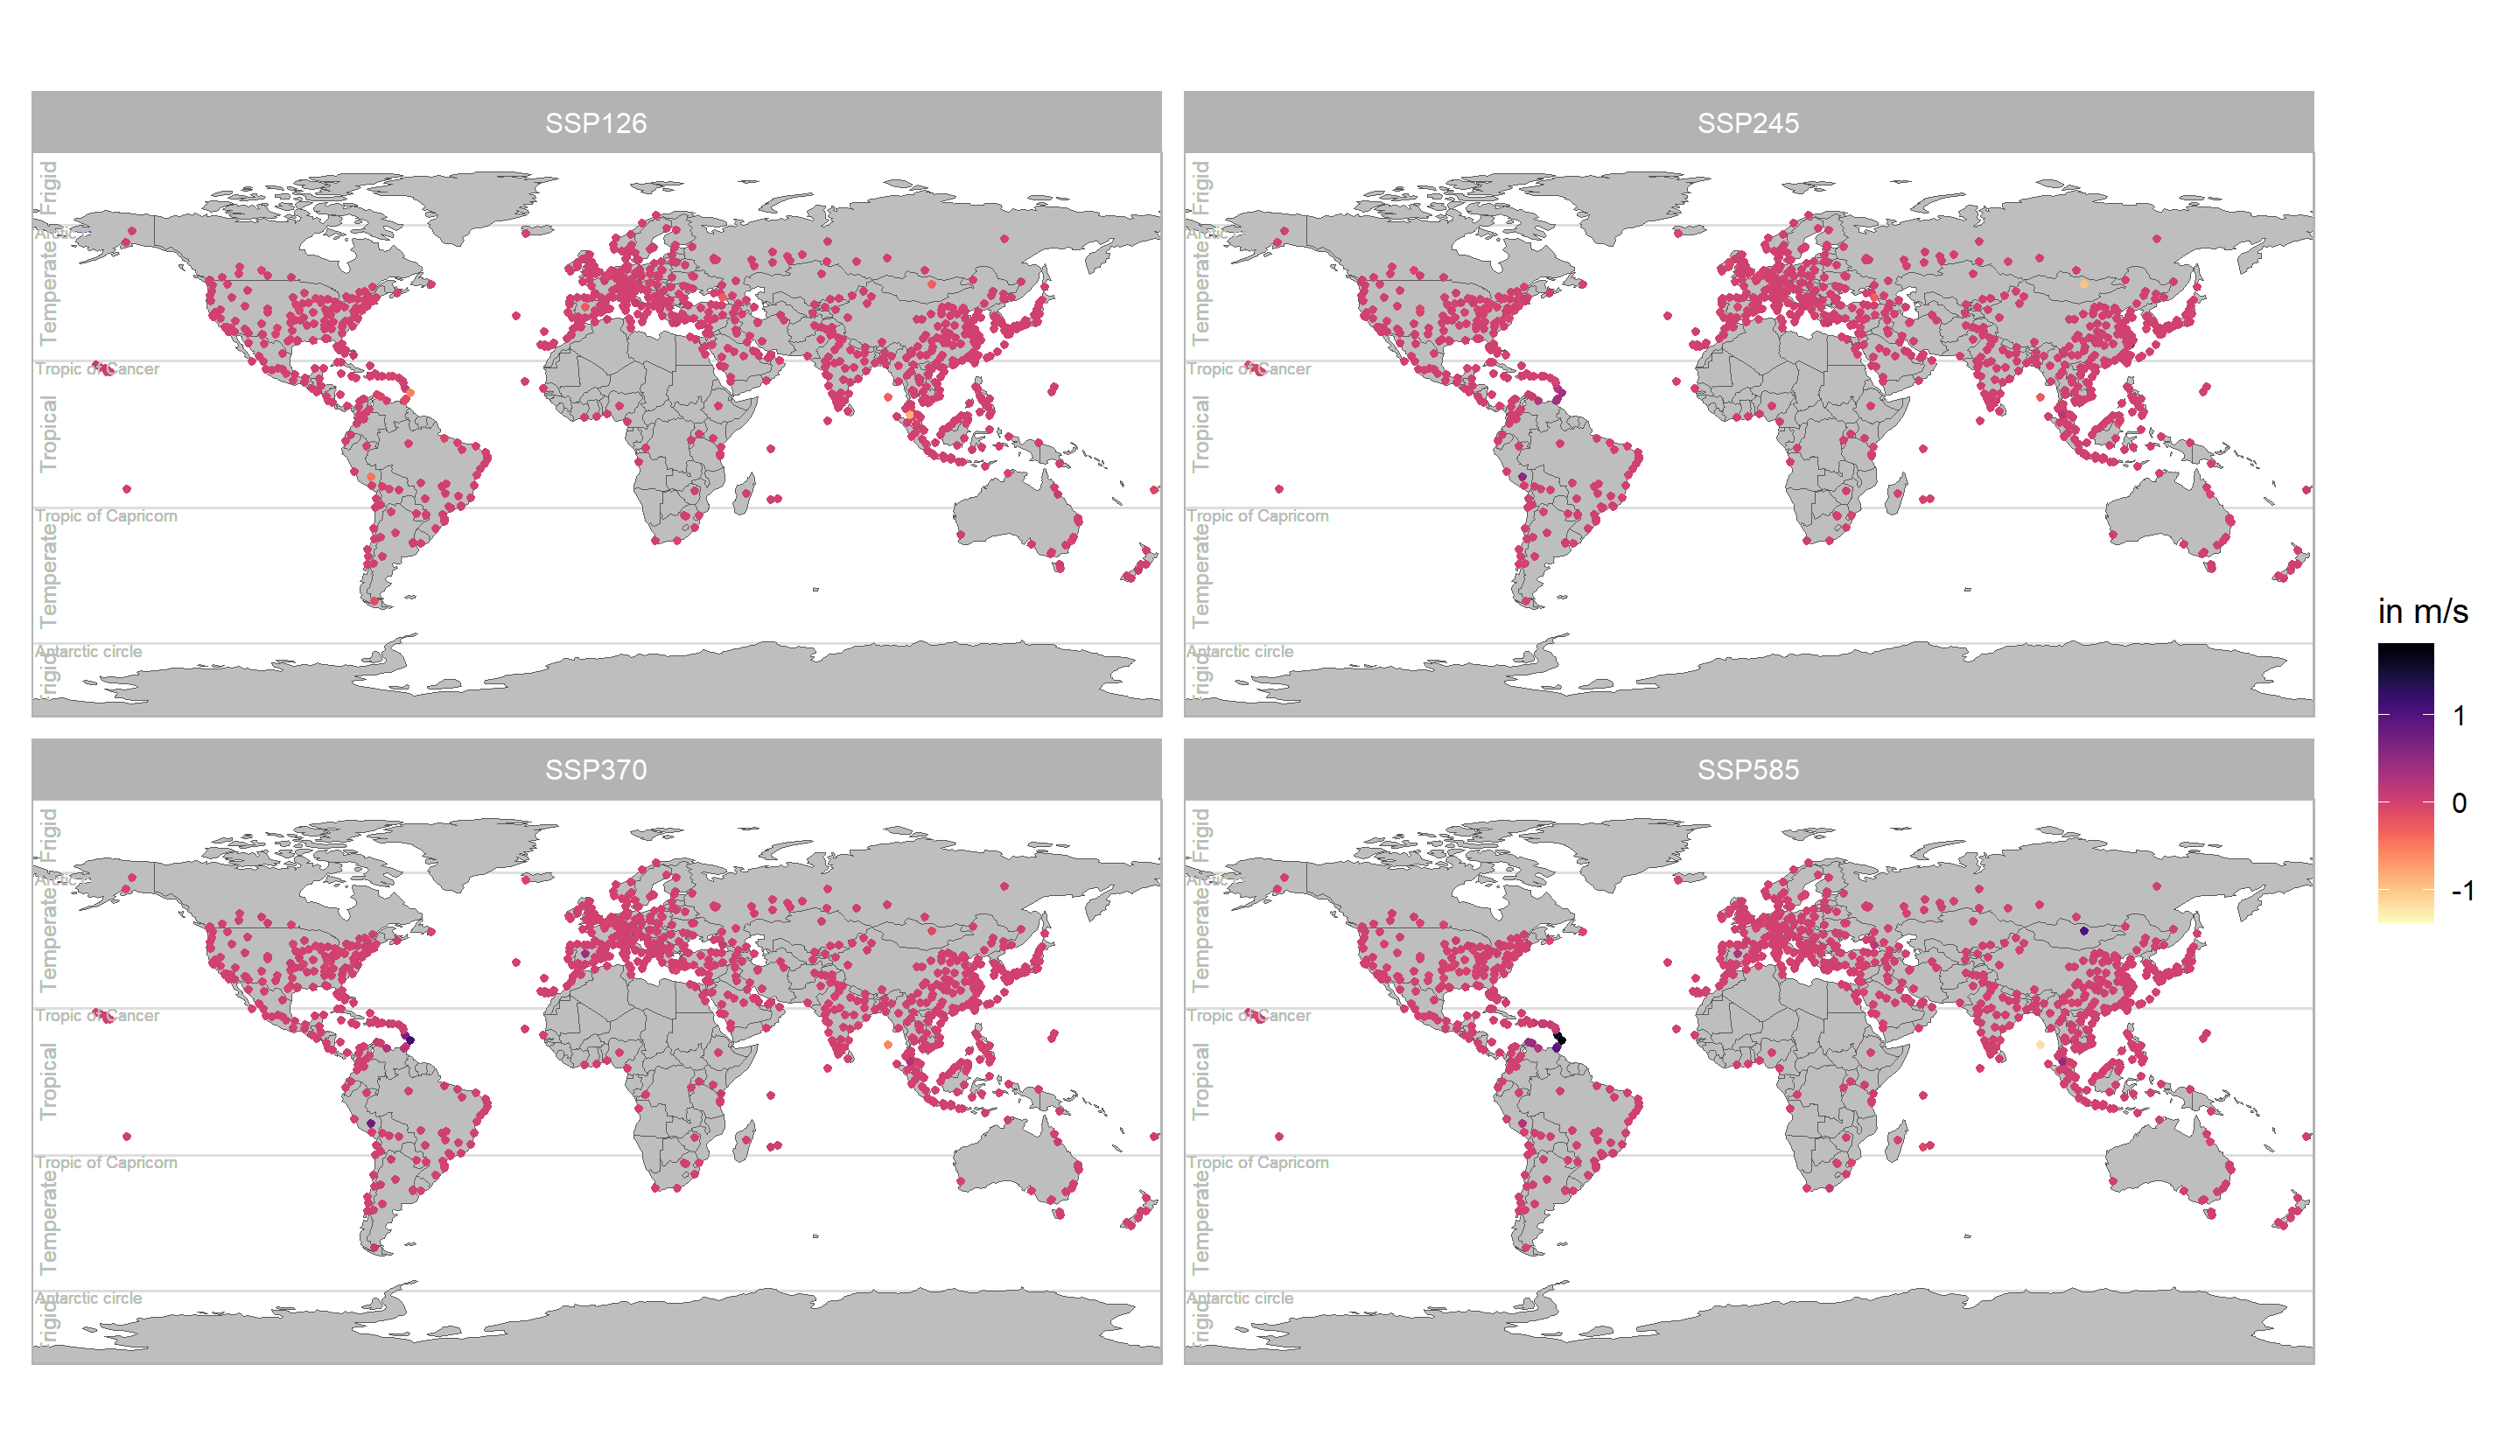 SSP126
SSP245
Frigid
Arctic
Temperate
Tropic of Cancer
Tropical
Tropic of Capricorn
Temperate
Antarctic circle
Frigid
Frigid
Arctic
Temperate
Tropic of Cancer
Tropical
Tropic of Capricorn
Temperate
Antarctic circle
Frigid
SSP370
SSP585
Frigid
Arctic
Temperate
Tropic of Cancer
Tropical
Tropic of Capricorn
Temperate
Antarctic circle
Frigid
Frigid
Arctic
Temperate
Tropic of Cancer
Tropical
Tropic of Capricorn
Temperate
Antarctic circle
Frigid
in m/s
1
0
-1